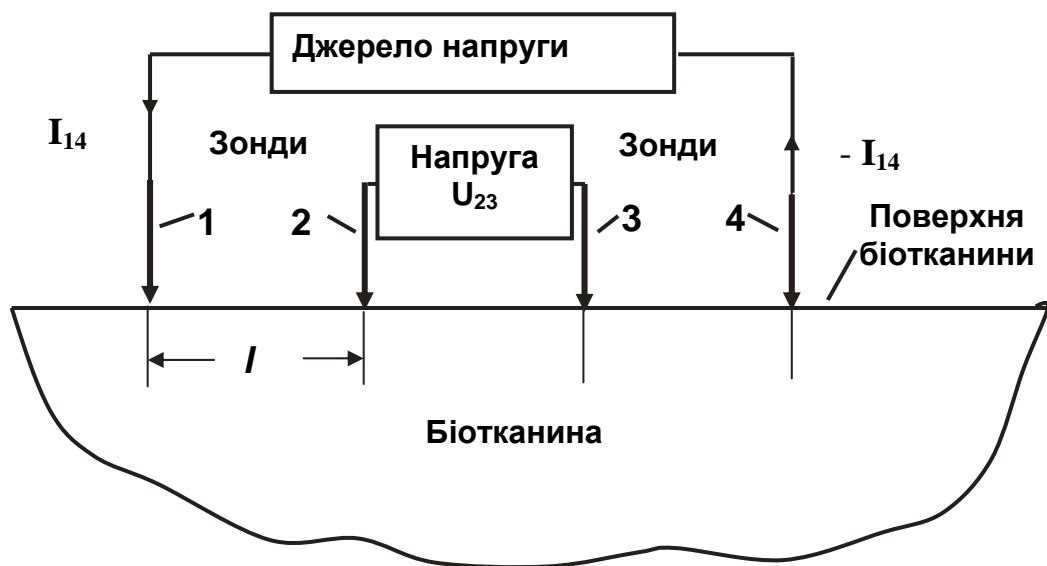 Джерело напруги
I₁₄
Зонди
Напруга
U₂₃
Зонди
- I₁₄
1
2
3
4
Поверхня
біотканини
l
Біотканина